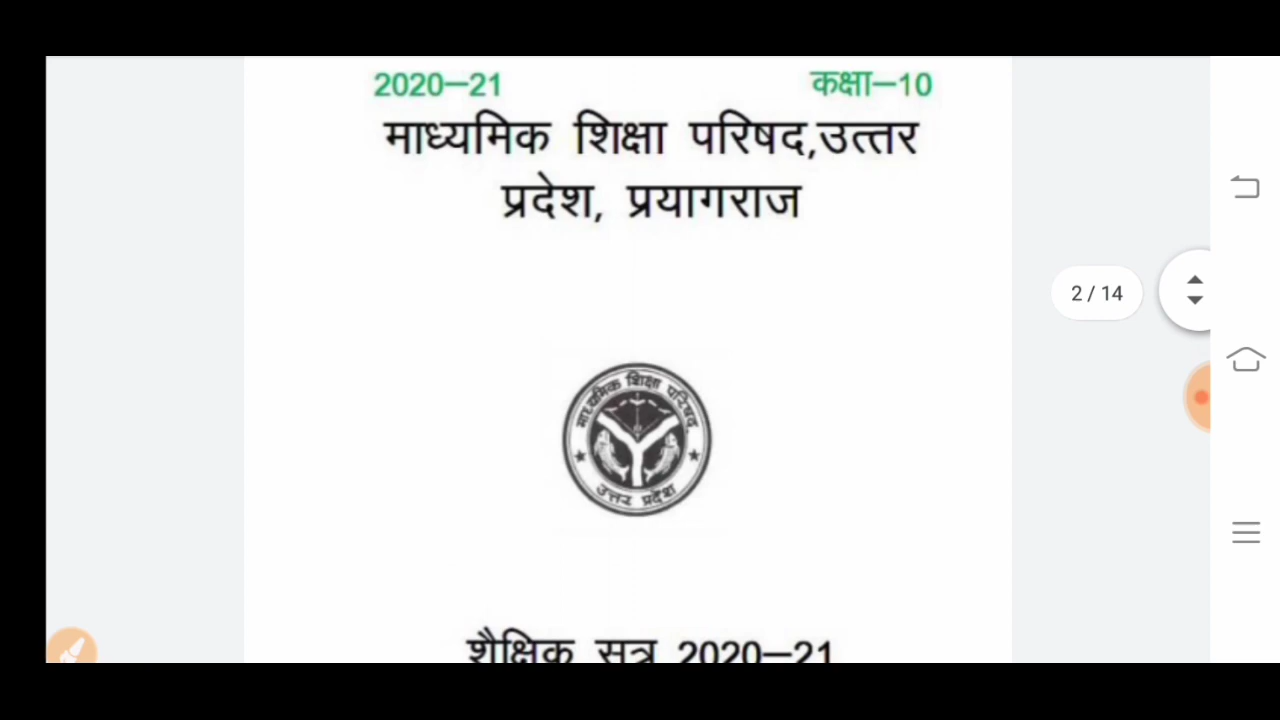 2020–21 कक्षा–10
माध्यमिक शिक्षा परिषद,उत्तर
प्रदेश, प्रयागराज
2 / 14
माध्यमिक शिक्षा परिषद,
उत्तर प्रदेश
शैक्षिक सत्र 2020–21